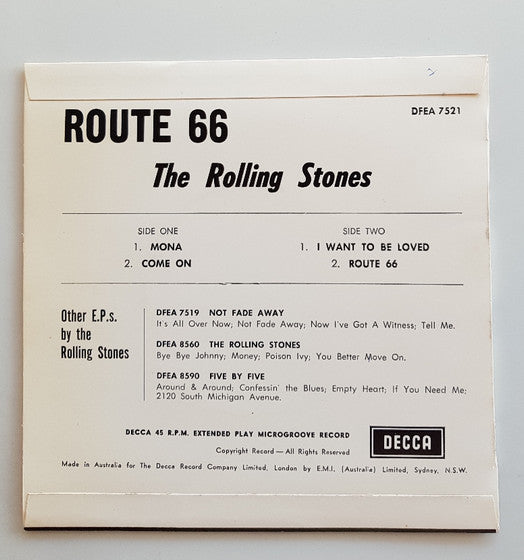 DFEA 7521
ROUTE 66
The Rolling Stones
SIDE ONE
1. MONA
2. COME ON
SIDE TWO
1. I WANT TO BE LOVED
2. ROUTE 66
Other E.P.s.
by the
Rolling Stones
DFEA 7519 NOT FADE AWAY
It's All Over Now; Not Fade Away; Now I've Got A Witness; Tell Me.
DFEA 8560 THE ROLLING STONES
Bye Bye Johnny; Money; Poison Ivy; You Better Move On.
DFEA 8590 FIVE BY FIVE
Around & Around; Confessin' the Blues; Empty Heart; If You Need Me;
2120 South Michigan Avenue.
DECCA 45 R.P.M. EXTENDED PLAY MICROGROOVE RECORD
DECCA
Copyright Record — All Rights Reserved
Made in Australia for The Decca Record Company Limited, London by E.M.I. (Australia) Limited, Sydney, N.S.W.